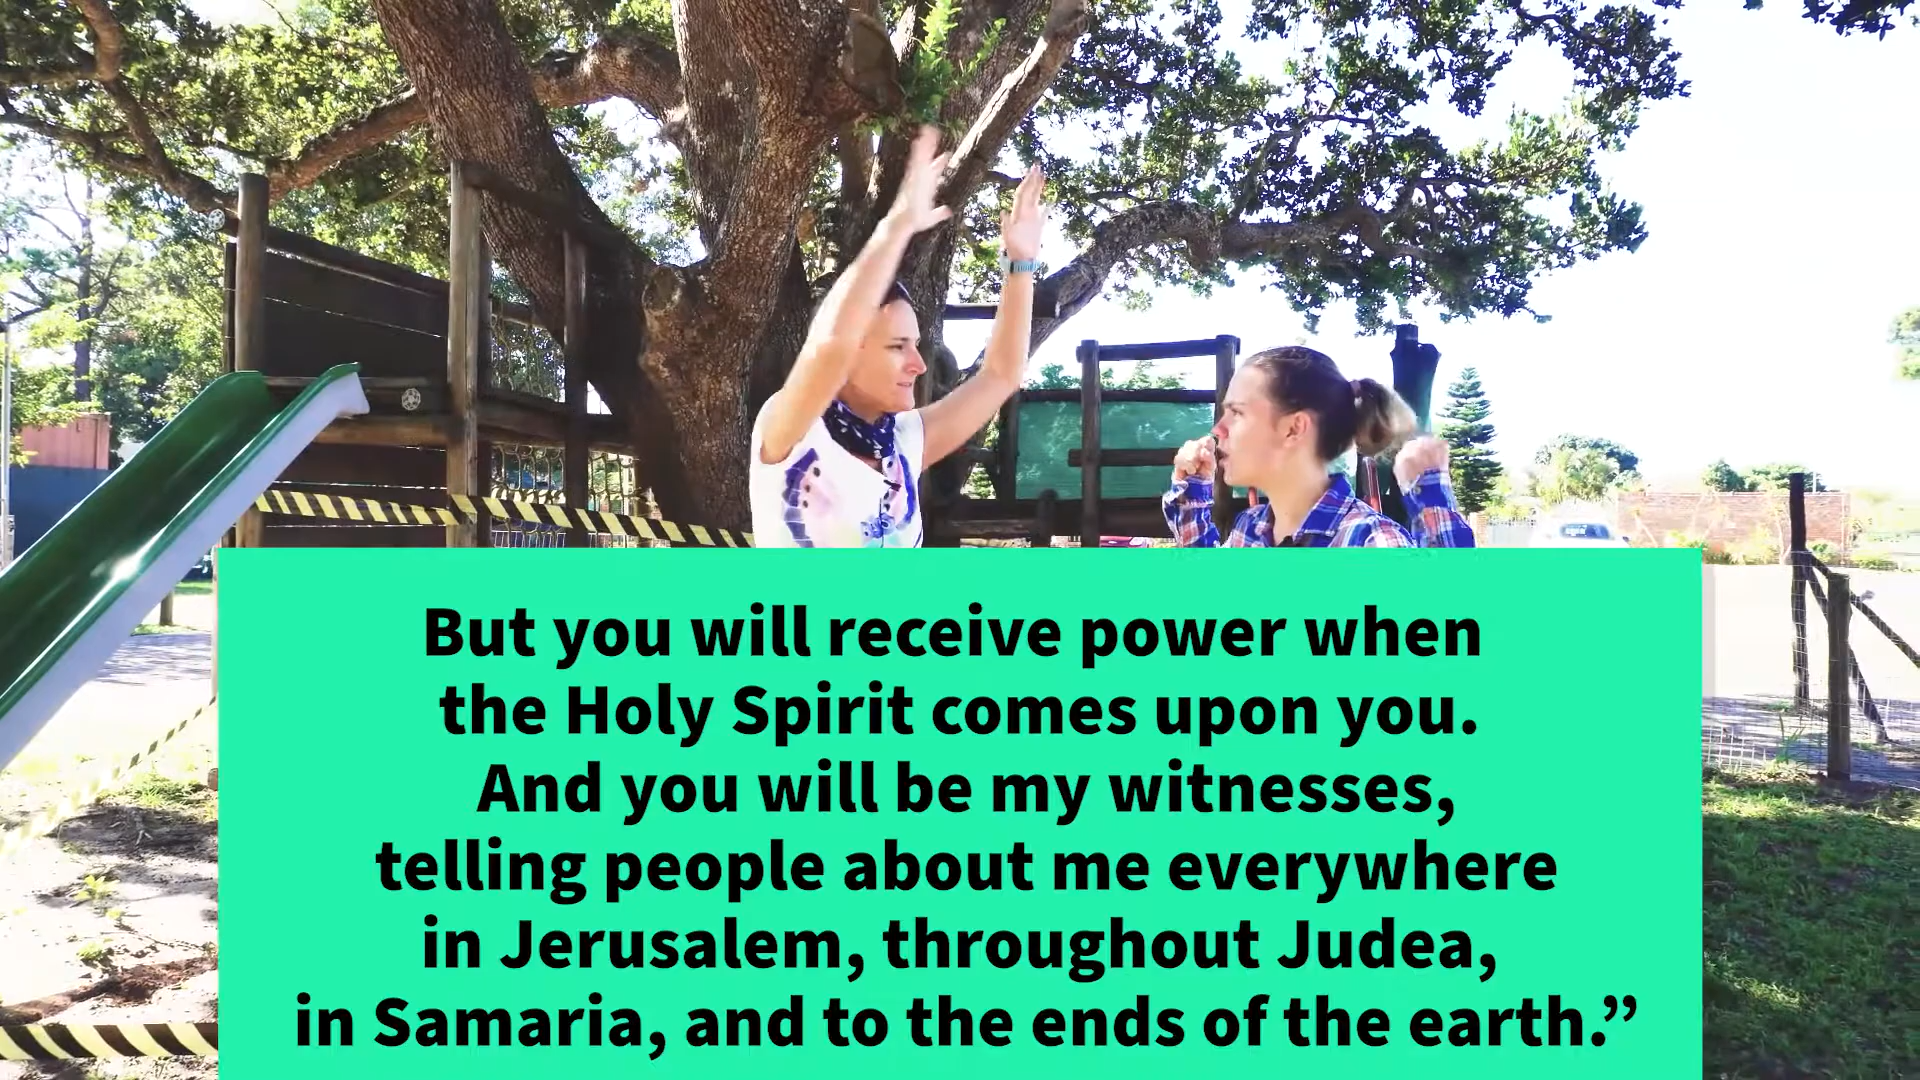 But you will receive power when
the Holy Spirit comes upon you.
And you will be my witnesses,
telling people about me everywhere
in Jerusalem, throughout Judea,
in Samaria, and to the ends of the earth.”